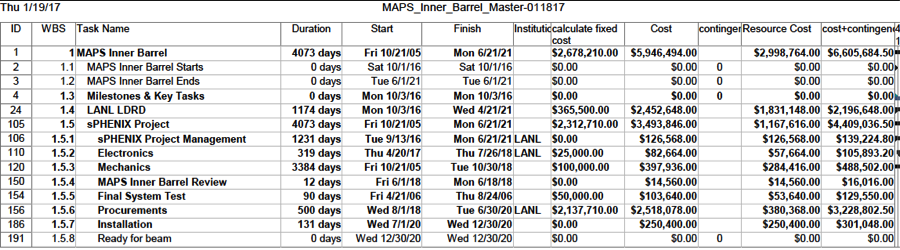 Thu 1/19/17 MAPS_Inner_Barrel_Master-011817
ID WBS Task Name Duration Start Finish Institutio calculate fixed cost Cost contingen Resource Cost cost+contingen
1 1 MAPS Inner Barrel 4073 days Fri 10/21/05 Mon 6/21/21 $2,678,210.00 $5,946,494.00 $2,998,764.00 $6,605,684.50
2 1.1 MAPS Inner Barrel Starts 0 days Sat 10/1/16 Sat 10/1/16 $0.00 $0.00 0 $0.00 $0.00
3 1.2 MAPS Inner Barrel Ends 0 days Tue 6/1/21 Tue 6/1/21 $0.00 $0.00 0 $0.00 $0.00
4 1.3 Milestones & Key Tasks 0 days Mon 10/3/16 Mon 10/3/16 $0.00 $0.00 0 $0.00 $0.00
24 1.4 LANL LDRD 1174 days Mon 10/3/16 Wed 4/21/21 $365,500.00 $2,452,648.00 $1,831,148.00 $2,196,648.00
105 1.5 sPHENIX Project 4073 days Fri 10/21/05 Mon 6/21/21 $2,312,710.00 $3,493,846.00 $1,167,616.00 $4,409,036.50
106 1.5.1 sPHENIX Project Management 1231 days Tue 9/13/16 Mon 6/21/21 LANL $0.00 $126,568.00 $126,568.00 $139,224.80
110 1.5.2 Electronics 319 days Thu 4/20/17 Thu 7/26/18 LANL $25,000.00 $82,664.00 $57,664.00 $105,893.20
120 1.5.3 Mechanics 3384 days Fri 10/21/05 Tue 10/30/18 $100,000.00 $397,936.00 $284,416.00 $488,502.00
150 1.5.4 MAPS Inner Barrel Review 12 days Fri 6/1/18 Mon 6/18/18 $0.00 $14,560.00 $14,560.00 $16,016.00
154 1.5.5 Final System Test 90 days Fri 4/21/06 Thu 8/24/06 $50,000.00 $103,640.00 $53,640.00 $129,550.00
156 1.5.6 Procurements 500 days Wed 8/1/18 Tue 6/30/20 LANL $2,137,710.00 $2,518,078.00 $380,368.00 $3,228,802.50
186 1.5.7 Installation 131 days Wed 7/1/20 Wed 12/30/20 $0.00 $250,400.00 $250,400.00 $301,048.00
191 1.5.8 Ready for beam 0 days Wed 12/30/20 Wed 12/30/20 $0.00 $0.00 0 $0.00 $0.00